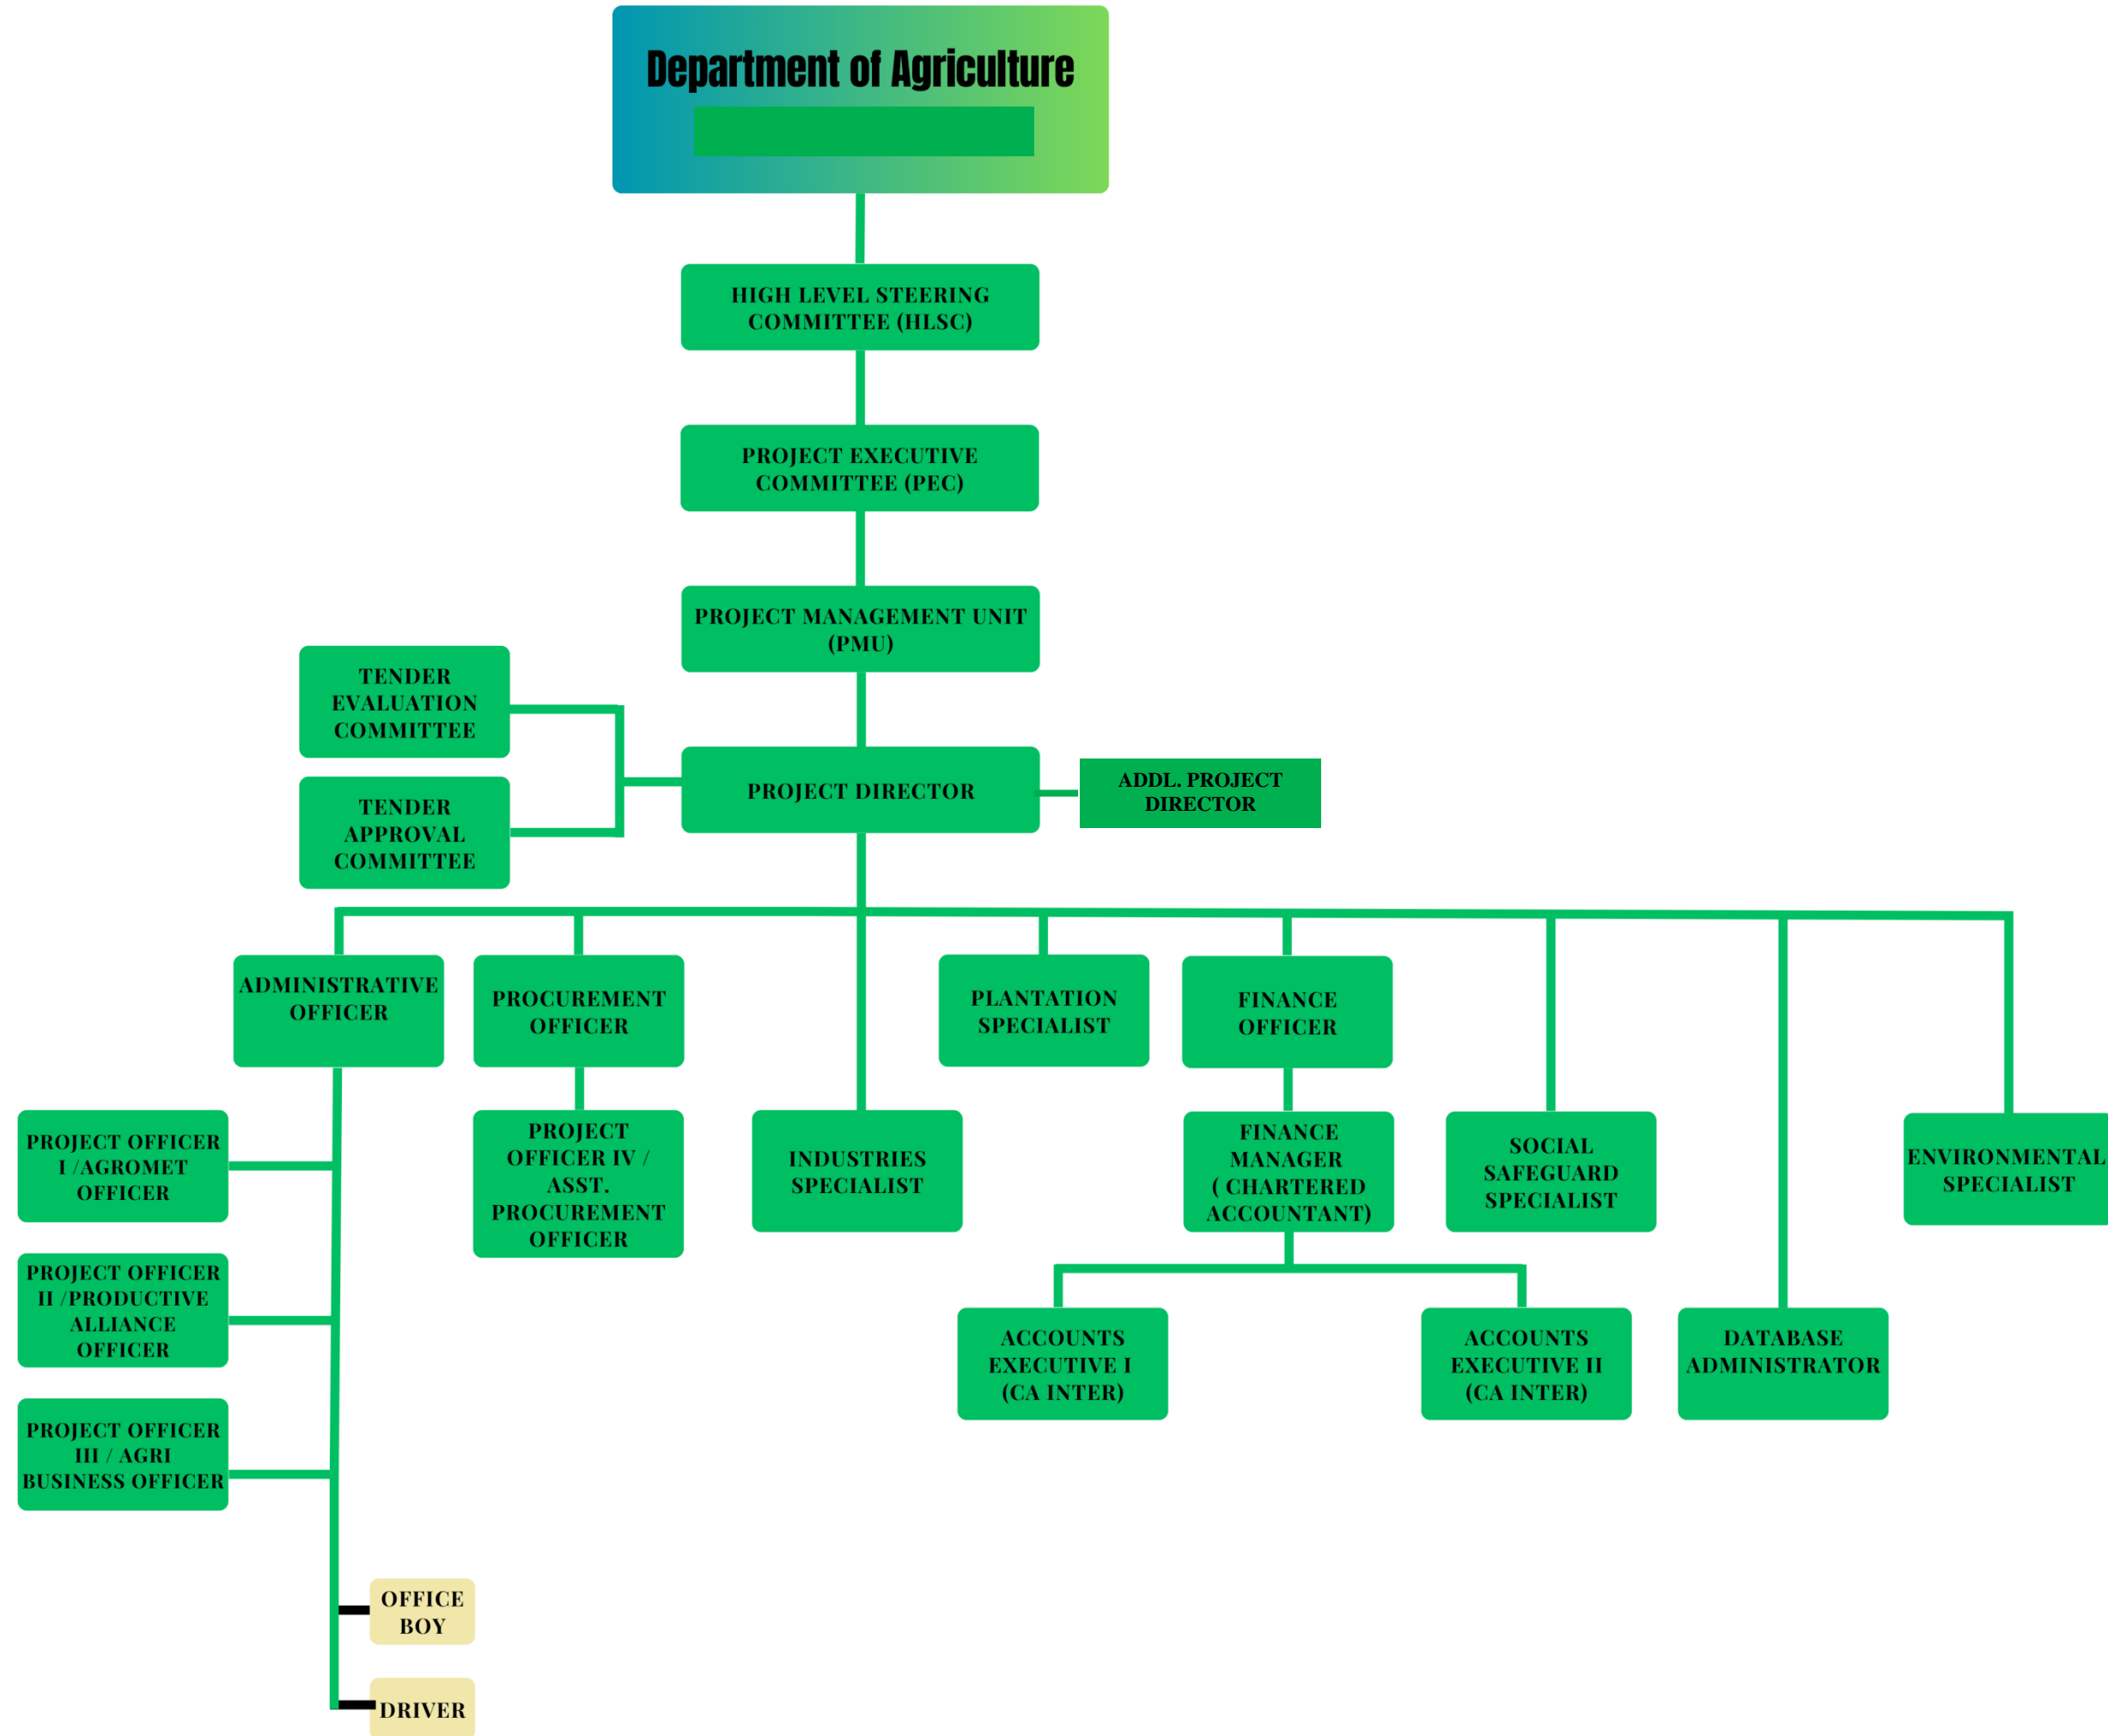 Department of Agriculture
HIGH LEVEL STEERING
COMMITTEE (HLSC)
PROJECT EXECUTIVE
COMMITTEE (PEC)
PROJECT MANAGEMENT UNIT
(PMU)
TENDER
EVALUATION
COMMITTEE
TENDER
APPROVAL
COMMITTEE
PROJECT DIRECTOR
ADDL. PROJECT
DIRECTOR
ADMINISTRATIVE
OFFICER
PROCUREMENT
OFFICER
PLANTATION
SPECIALIST
FINANCE
OFFICER
PROJECT OFFICER
I /AGROMET
OFFICER
PROJECT
OFFICER IV /
ASST.
PROCUREMENT
OFFICER
INDUSTRIES
SPECIALIST
FINANCE
MANAGER
( CHARTERED
ACCOUNTANT)
SOCIAL
SAFEGUARD
SPECIALIST
ENVIRONMENTAL
SPECIALIST
PROJECT OFFICER
II /PRODUCTIVE
ALLIANCE
OFFICER
ACCOUNTS
EXECUTIVE I
(CA INTER)
ACCOUNTS
EXECUTIVE II
(CA INTER)
DATABASE
ADMINISTRATOR
PROJECT OFFICER
III / AGRI
BUSINESS OFFICER
OFFICE
BOY
DRIVER